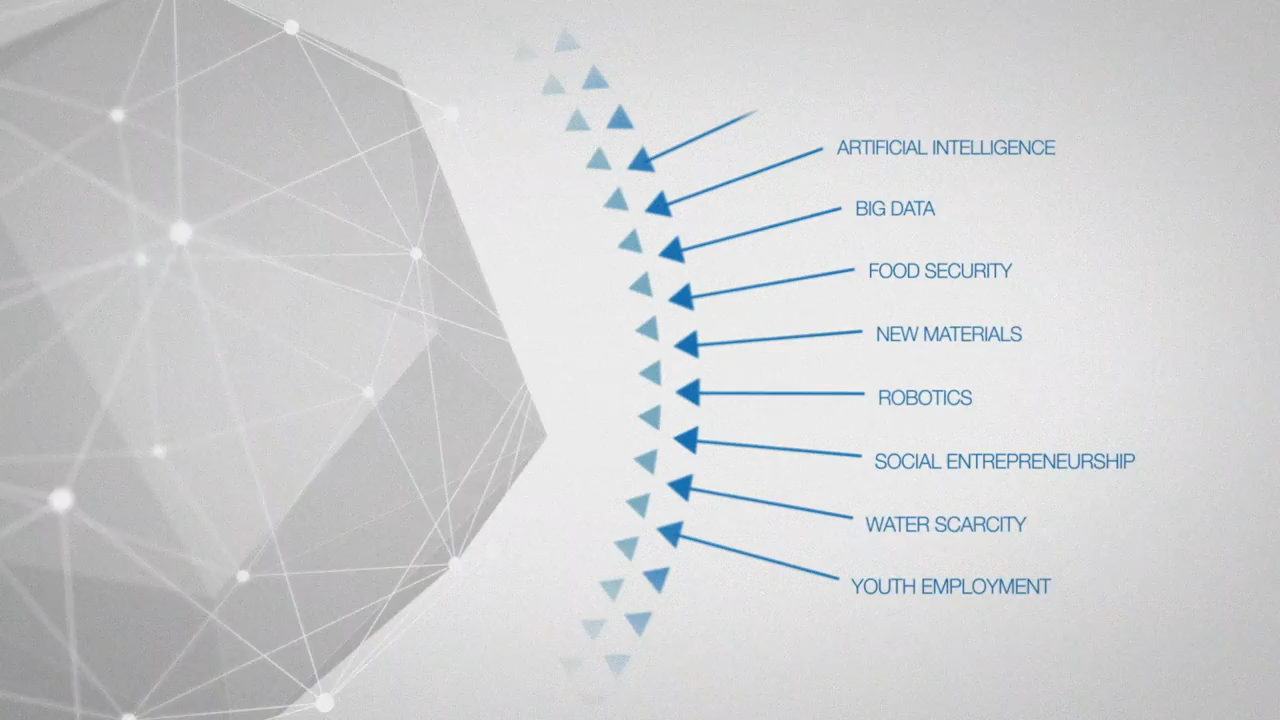 ARTIFICIAL INTELLIGENCE
BIG DATA
FOOD SECURITY
NEW MATERIALS
ROBOTICS
SOCIAL ENTREPRENEURSHIP
WATER SCARCITY
YOUTH EMPLOYMENT